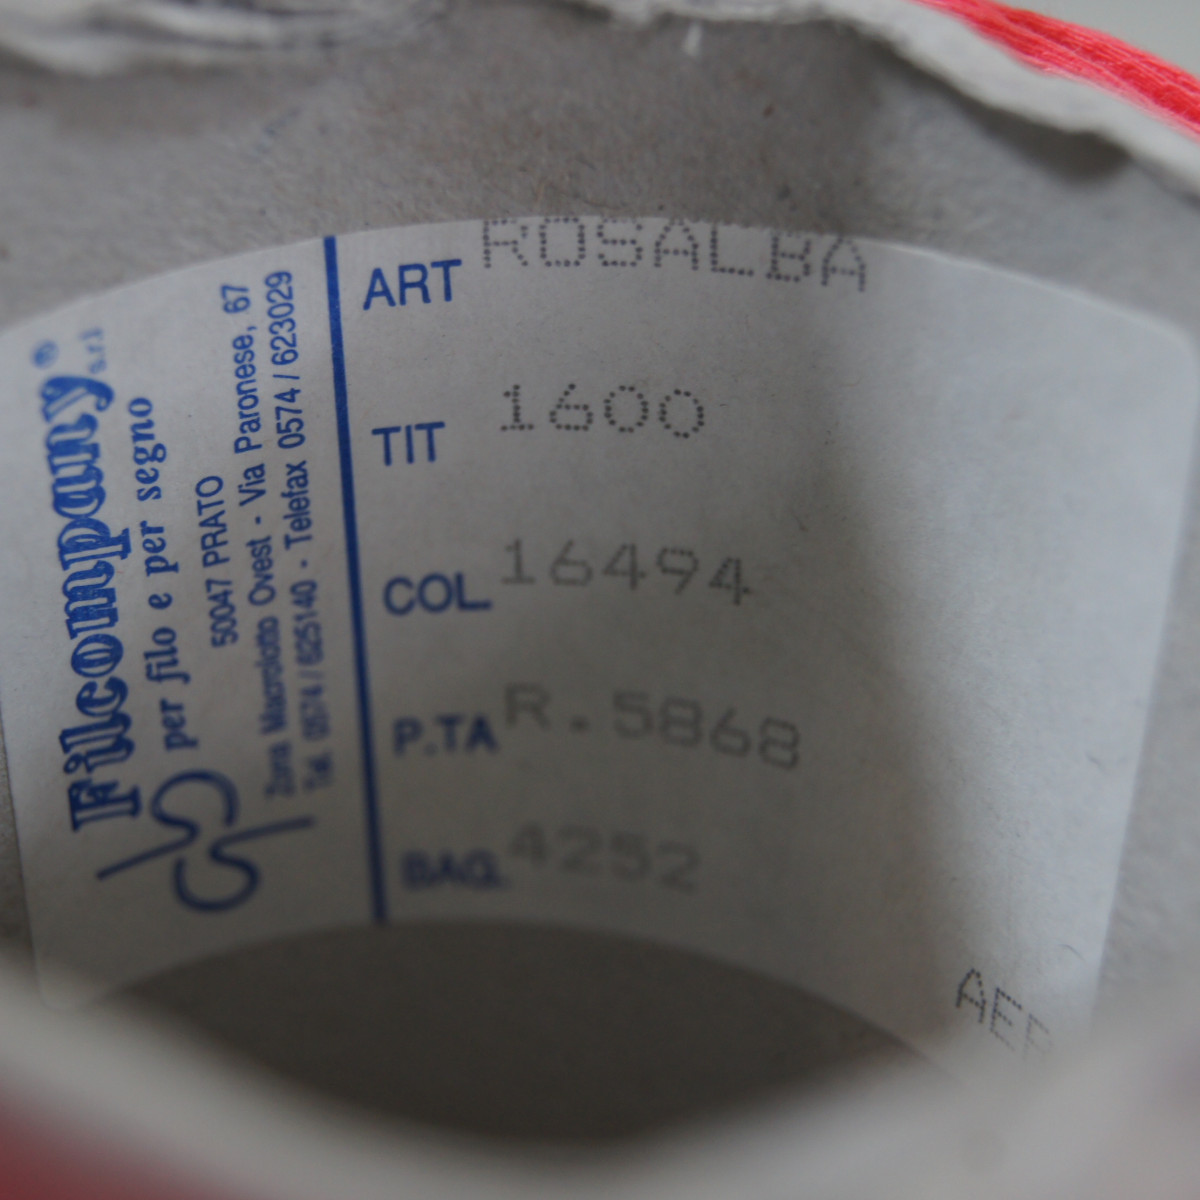 Filcompany® s.r.l.
per filo e per segno
50047 PRATO
Zona Macrolotto Ovest - Via Paronese, 67
Tel. 0574 / 625140 - Telefax 0574 / 623029
ART ROSALBA
TIT 1600
COL 16494
P.TA R.5868
BAG. 4252